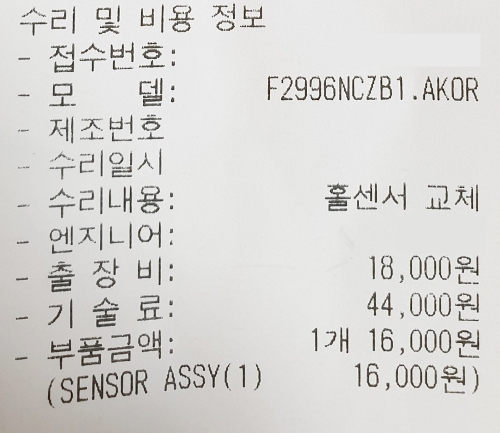 수리 및 비용 정보
- 접수번호:
- 모 델: F2996NCZB1.AKOR
- 제조번호
- 수리일시
- 수리내용: 홀센서 교체
- 엔지니어:
- 출 장 비: 18,000원
- 기 술 료: 44,000원
- 부품금액: 1개 16,000원
(SENSOR ASSY(1) 16,000원)